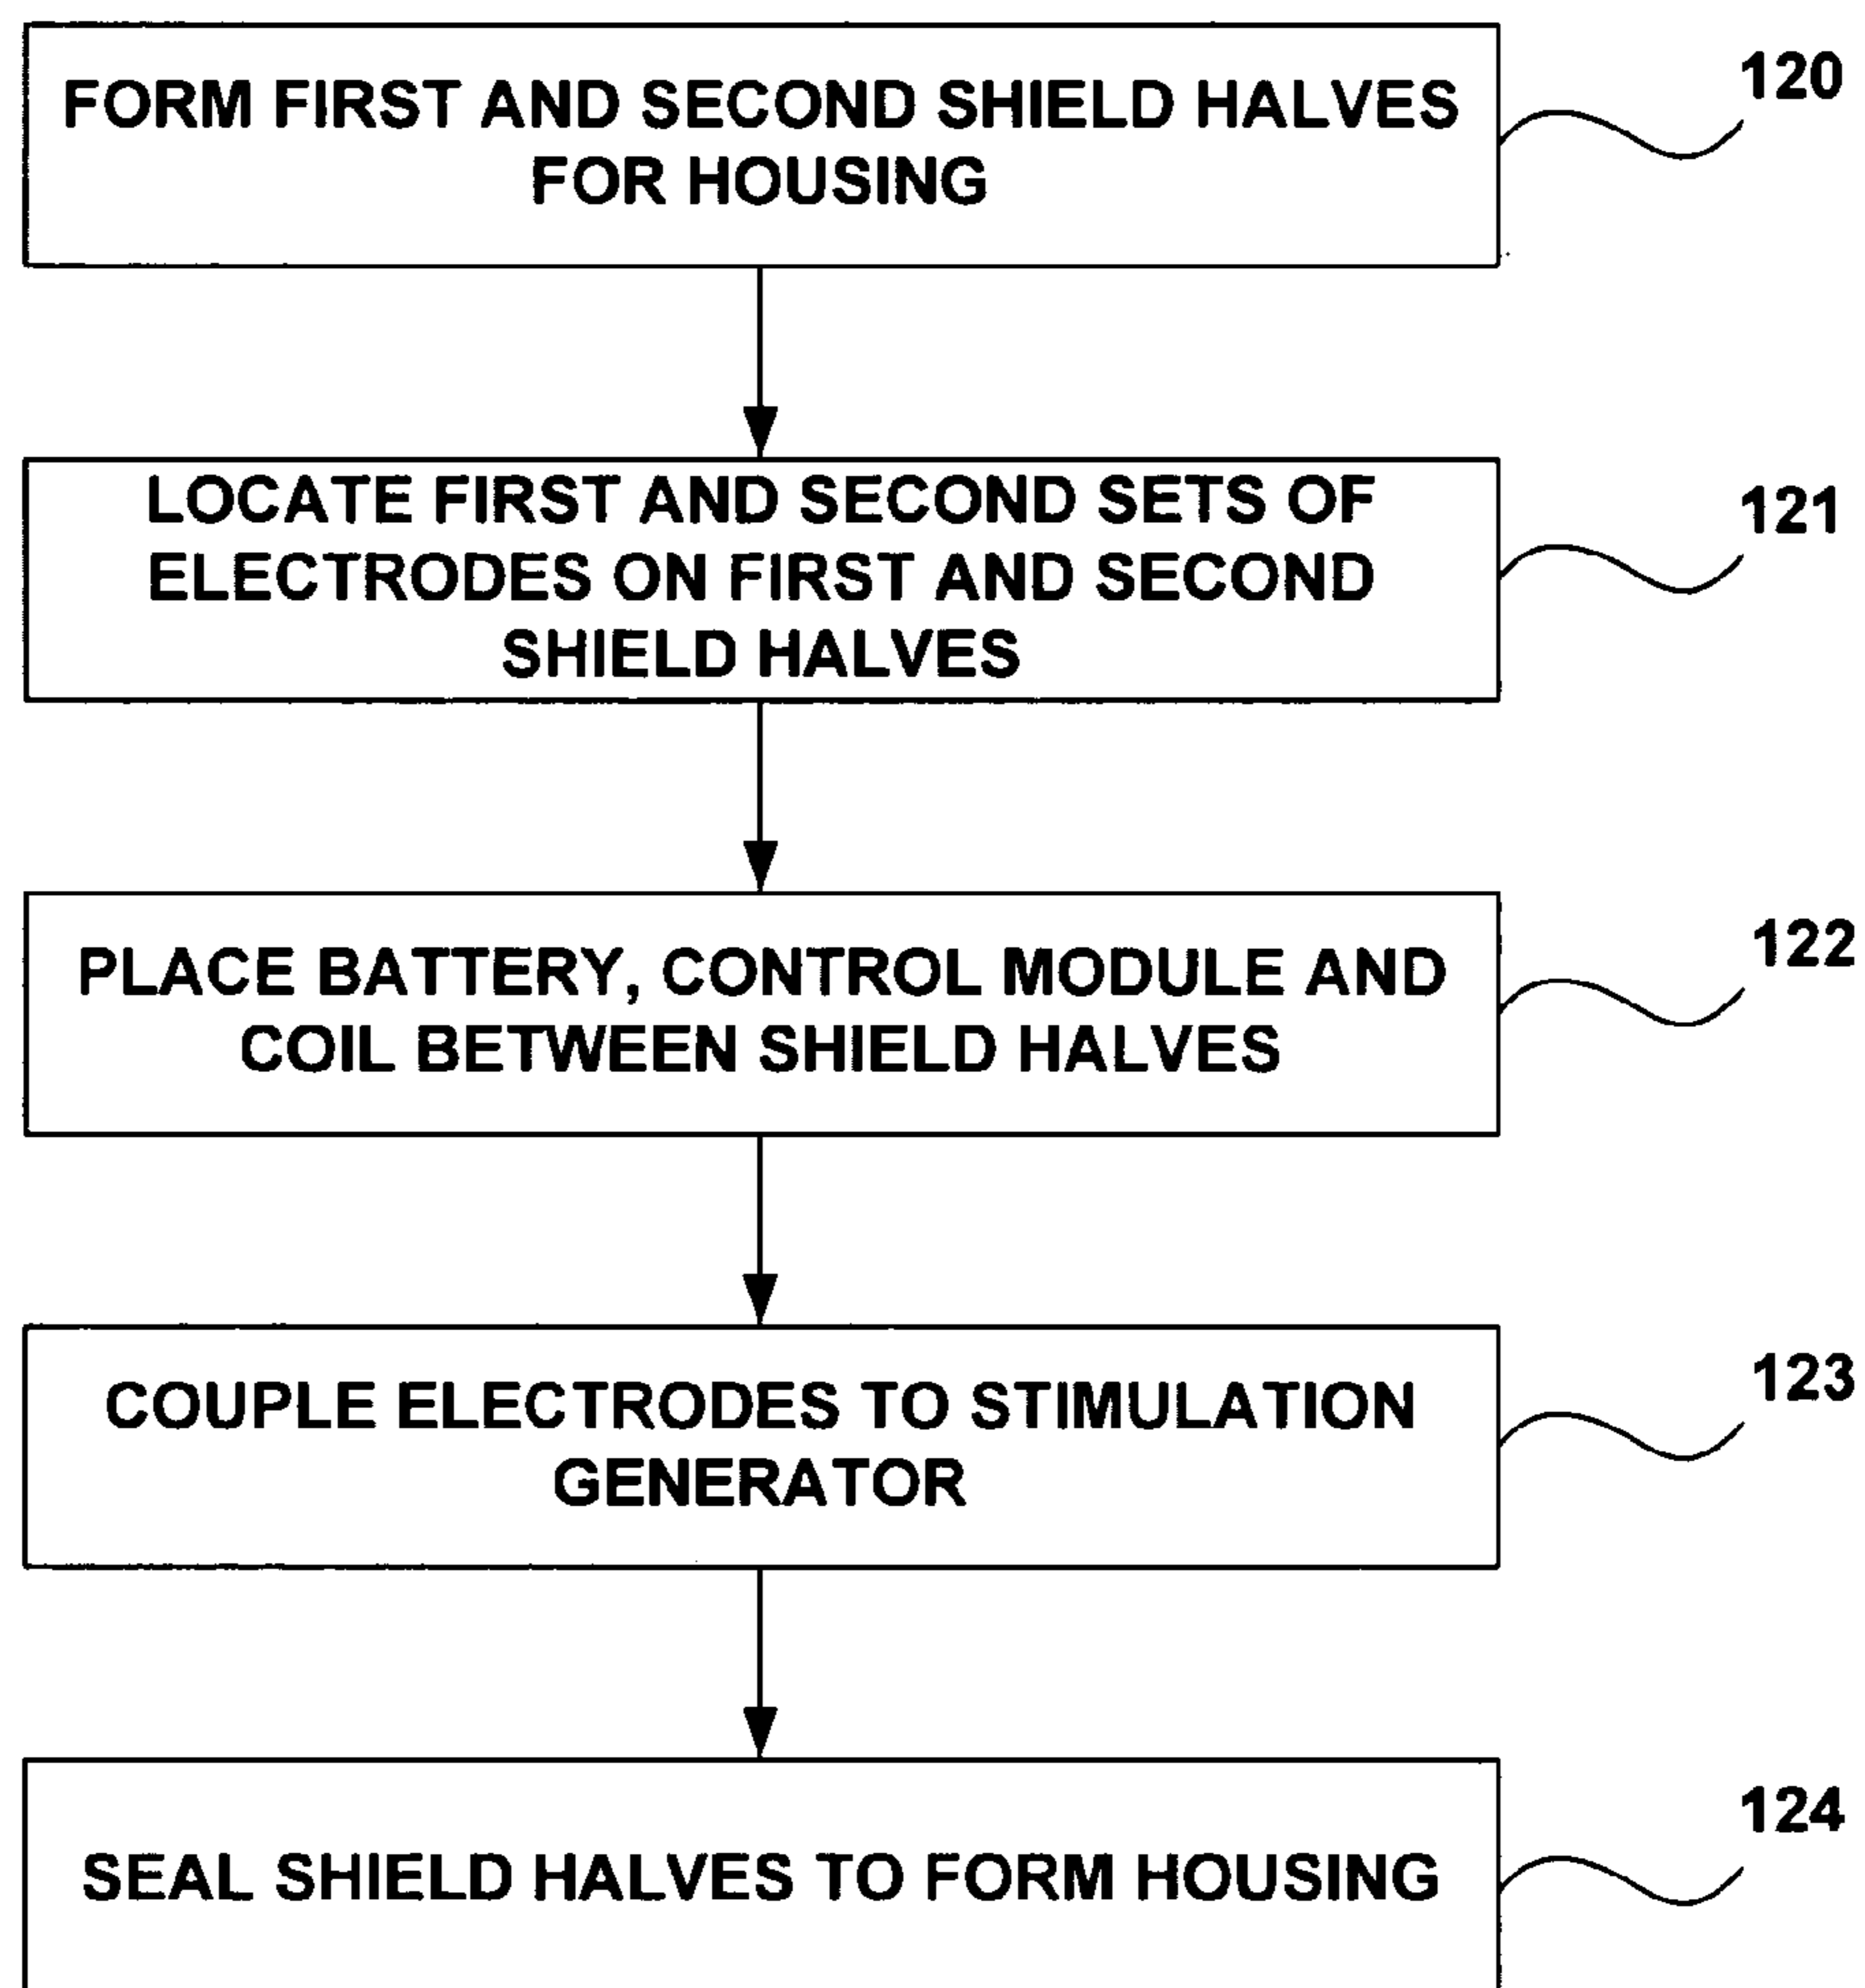 FORM FIRST AND SECOND SHIELD HALVES
FOR HOUSING
120
LOCATE FIRST AND SECOND SETS OF
ELECTRODES ON FIRST AND SECOND
SHIELD HALVES
121
PLACE BATTERY, CONTROL MODULE AND
COIL BETWEEN SHIELD HALVES
122
COUPLE ELECTRODES TO STIMULATION
GENERATOR
123
SEAL SHIELD HALVES TO FORM HOUSING
124